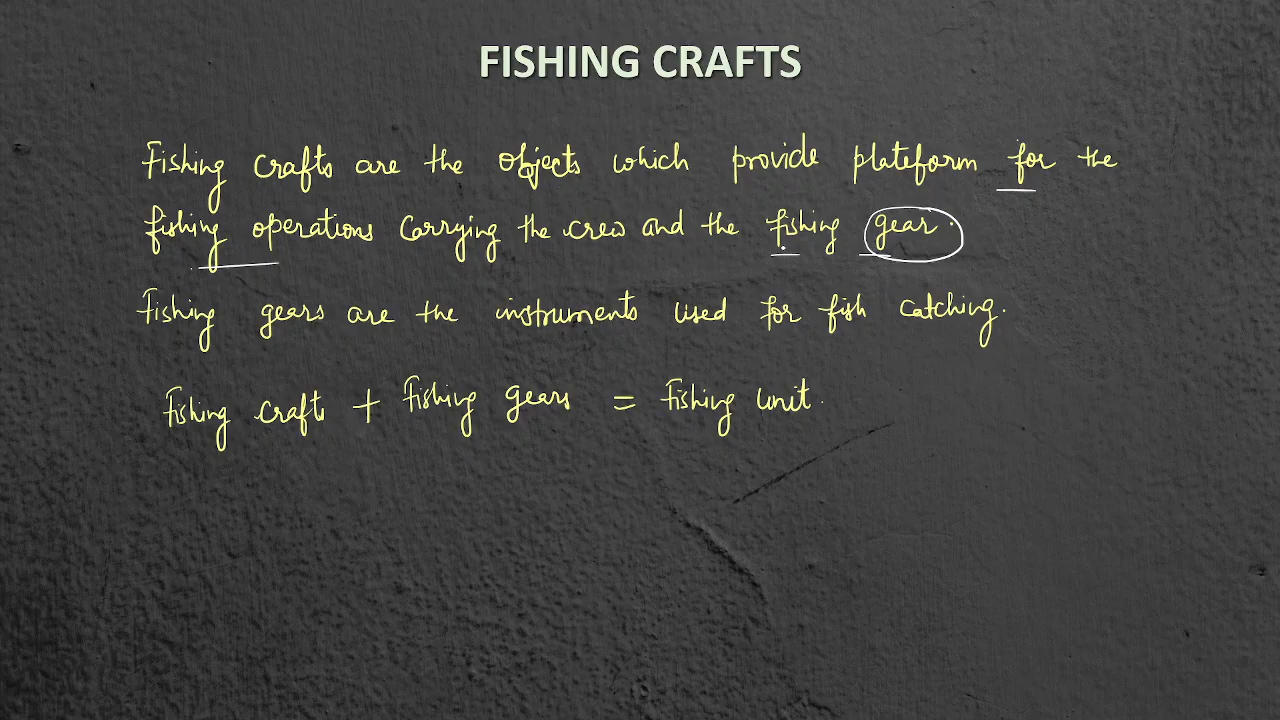 FISHING CRAFTS
Fishing crafts are the objects which provide plateform for the
fishing operations carrying the crew and the fishing gear.
Fishing gears are the instruments used for fish catching.
Fishing crafts + Fishing gears = Fishing unit.